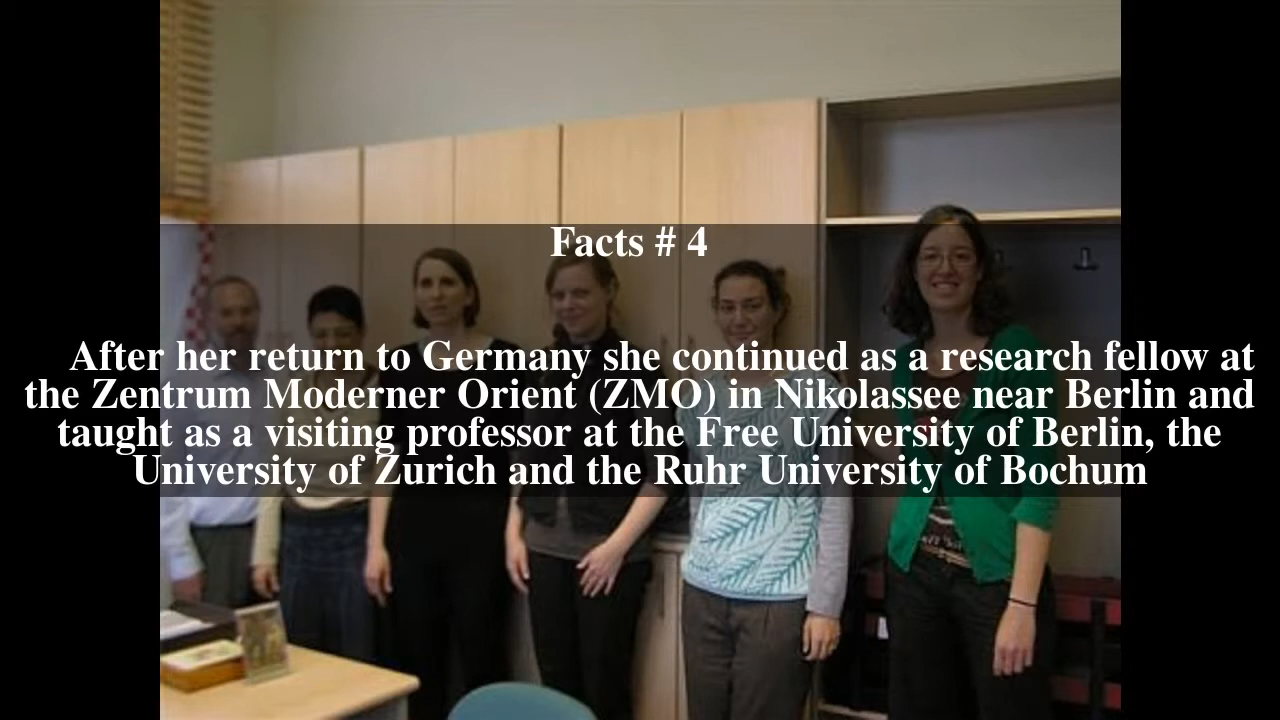 Facts # 4
After her return to Germany she continued as a research fellow at
the Zentrum Moderner Orient (ZMO) in Nikolassee near Berlin and
taught as a visiting professor at the Free University of Berlin, the
University of Zurich and the Ruhr University of Bochum